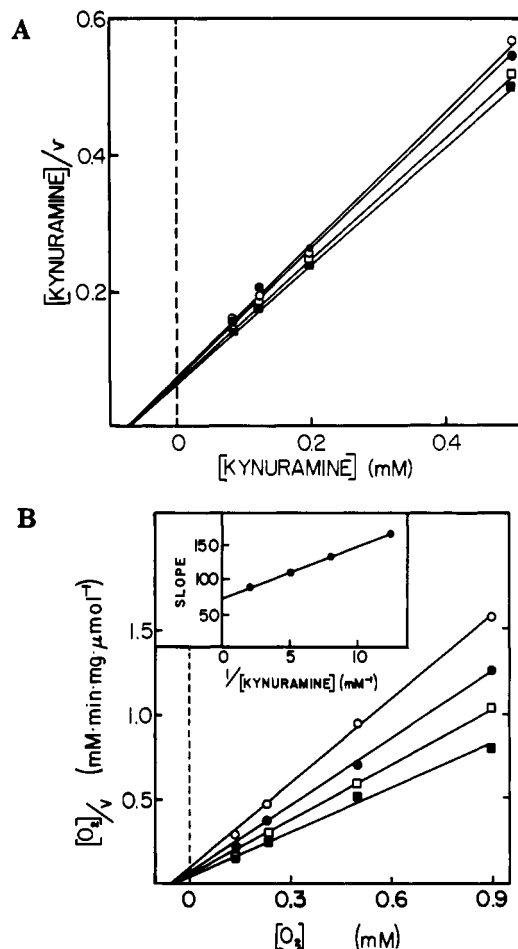 A
0.6
0.4
0.2
[KYNURAMINE]/v
0 0.2 0.4
[KYNURAMINE] (mM)
B
150
100
50
SLOPE
0 5 10
1/[KYNURAMINE] (mM⁻¹)
1.5
1.0
0.5
[O₂]/v (mM·min·mg·μmol⁻¹)
0 0.3 0.6 0.9
[O₂] (mM)